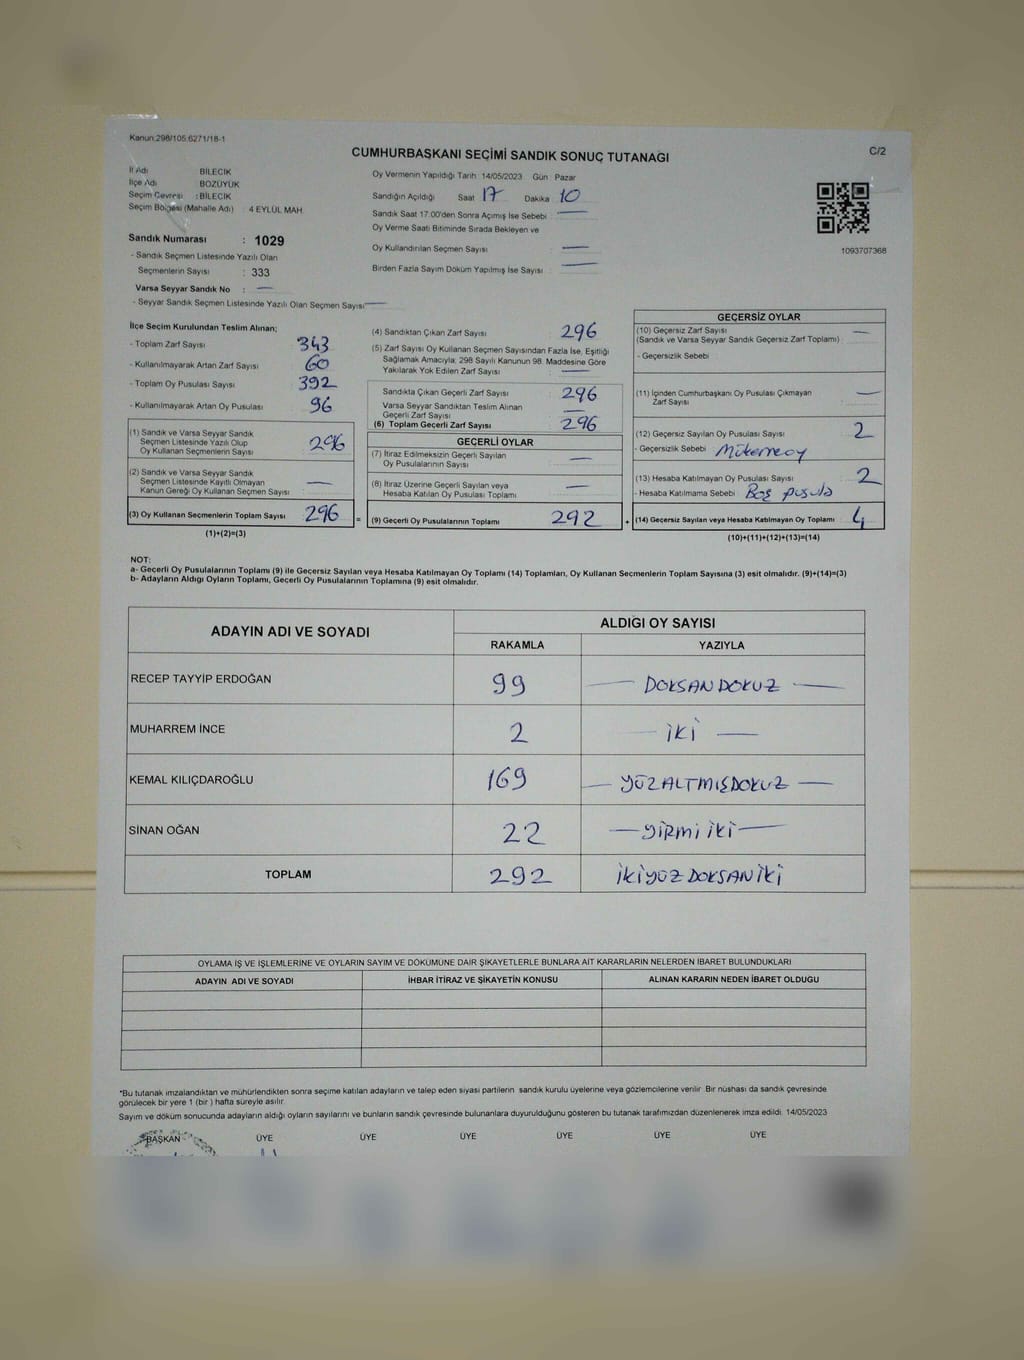 Kanun:298/105:6271/18-1
CUMHURBAŞKANI SEÇİMİ SANDIK SONUÇ TUTANAĞI
C/2
İl Adı BİLECİK
İlçe Adı BOZÜYÜK
Seçim Çevresi : BİLECİK
Seçim Bölgesi (Mahalle Adı) : 4 EYLÜL MAH.
Sandık Numarası : 1029
- Sandık Seçmen Listesinde Yazılı Olan
Seçmenlerin Sayısı : 333
Varsa Seyyar Sandık No : —
- Seyyar Sandık Seçmen Listesinde Yazılı Olan Seçmen Sayısı —
Oy Vermenin Yapıldığı Tarih 14/05/2023 Gün Pazar
Sandığın Açıldığı Saat 17 Dakika 10
Sandık Saat 17.00'den Sonra Açılmış İse Sebebi : —
Oy Verme Saati Bitiminde Sırada Bekleyen ve
Oy Kullandırılan Seçmen Sayısı : —
Birden Fazla Sayım Döküm Yapılmış İse Sayısı : —
1093707368
İlçe Seçim Kurulundan Teslim Alınan;
- Toplam Zarf Sayısı : 343
- Kullanılmayarak Artan Zarf Sayısı : 60
- Toplam Oy Pusulası Sayısı : 392
- Kullanılmayarak Artan Oy Pusulası : 96
(1) Sandık ve Varsa Seyyar Sandık
Seçmen Listesinde Yazılı Olup
Oy Kullanan Seçmenlerin Sayısı : 296
(2) Sandık ve Varsa Seyyar Sandık
Seçmen Listesinde Kayıtlı Olmayan
Kanun Gereği Oy Kullanan Seçmen Sayısı : —
(3) Oy Kullanan Seçmenlerin Toplam Sayısı : 296
(1)+(2)=(3)
(4) Sandıktan Çıkan Zarf Sayısı : 296
(5) Zarf Sayısı Oy Kullanan Seçmen Sayısından Fazla İse, Eşitliği
Sağlamak Amacıyla; 298 Sayılı Kanunun 98. Maddesine Göre
Yakılarak Yok Edilen Zarf Sayısı : —
Sandıkta Çıkan Geçerli Zarf Sayısı : 296
Varsa Seyyar Sandıktan Teslim Alınan
Geçerli Zarf Sayısı : —
(6) Toplam Geçerli Zarf Sayısı : 296
GEÇERLİ OYLAR
(7) İtiraz Edilmeksizin Geçerli Sayılan
Oy Pusulalarının Sayısı : —
(8) İtiraz Üzerine Geçerli Sayılan veya
Hesaba Katılan Oy Pusulası Toplamı : —
= (9) Geçerli Oy Pusulalarının Toplamı : 292
GEÇERSİZ OYLAR
(10) Geçersiz Zarf Sayısı —
(Sandık ve Varsa Seyyar Sandık Geçersiz Zarf Toplamı) :
- Geçersizlik Sebebi
(11) İçinden Cumhurbaşkanı Oy Pusulası Çıkmayan —
Zarf Sayısı :
(12) Geçersiz Sayılan Oy Pusulası Sayısı : 2
- Geçersizlik Sebebi Mükerreoy
(13) Hesaba Katılmayan Oy Pusulası Sayısı : 2
- Hesaba Katılmama Sebebi Boş pusula
+ (14) Geçersiz Sayılan veya Hesaba Katılmayan Oy Toplamı : 4
(10)+(11)+(12)+(13)=(14)
NOT:
a- Geçerli Oy Pusulalarının Toplamı (9) ile Geçersiz Sayılan veya Hesaba Katılmayan Oy Toplamı (14) Toplamları, Oy Kullanan Seçmenlerin Toplam Sayısına (3) eşit olmalıdır. (9)+(14)=(3)
b- Adayların Aldığı Oyların Toplamı, Geçerli Oy Pusulalarının Toplamına (9) eşit olmalıdır.
ADAYIN ADI VE SOYADI
ALDIĞI OY SAYISI
RAKAMLA YAZIYLA
RECEP TAYYİP ERDOĞAN 99 — DOKSANDOKUZ —
MUHARREM İNCE 2 — İKİ —
KEMAL KILIÇDAROĞLU 169 — YÜZALTMIŞDOKUZ —
SİNAN OĞAN 22 — YİRMİ İKİ —
TOPLAM 292 İKİYÜZDOKSANİKİ
OYLAMA İŞ VE İŞLEMLERİNE VE OYLARIN SAYIM VE DÖKÜMÜNE DAİR ŞİKAYETLERLE BUNLARA AİT KARARLARIN NELERDEN İBARET BULUNDUKLARI
ADAYIN ADI VE SOYADI İHBAR İTİRAZ VE ŞİKAYETİN KONUSU ALINAN KARARIN NEDEN İBARET OLDUĞU
*Bu tutanak imzalandıktan ve mühürlendikten sonra seçime katılan adayların ve talep eden siyasi partilerin sandık kurulu üyelerine veya gözlemcilerine verilir. Bir nüshası da sandık çevresinde
görülecek bir yere 1 (bir ) hafta süreyle asılır.
Sayım ve döküm sonucunda adayların aldığı oyların sayılarını ve bunların sandık çevresinde bulunanlara duyurulduğunu gösteren bu tutanak tarafımızdan düzenlenerek imza edildi. 14/05/2023
BAŞKAN ÜYE ÜYE ÜYE ÜYE ÜYE ÜYE